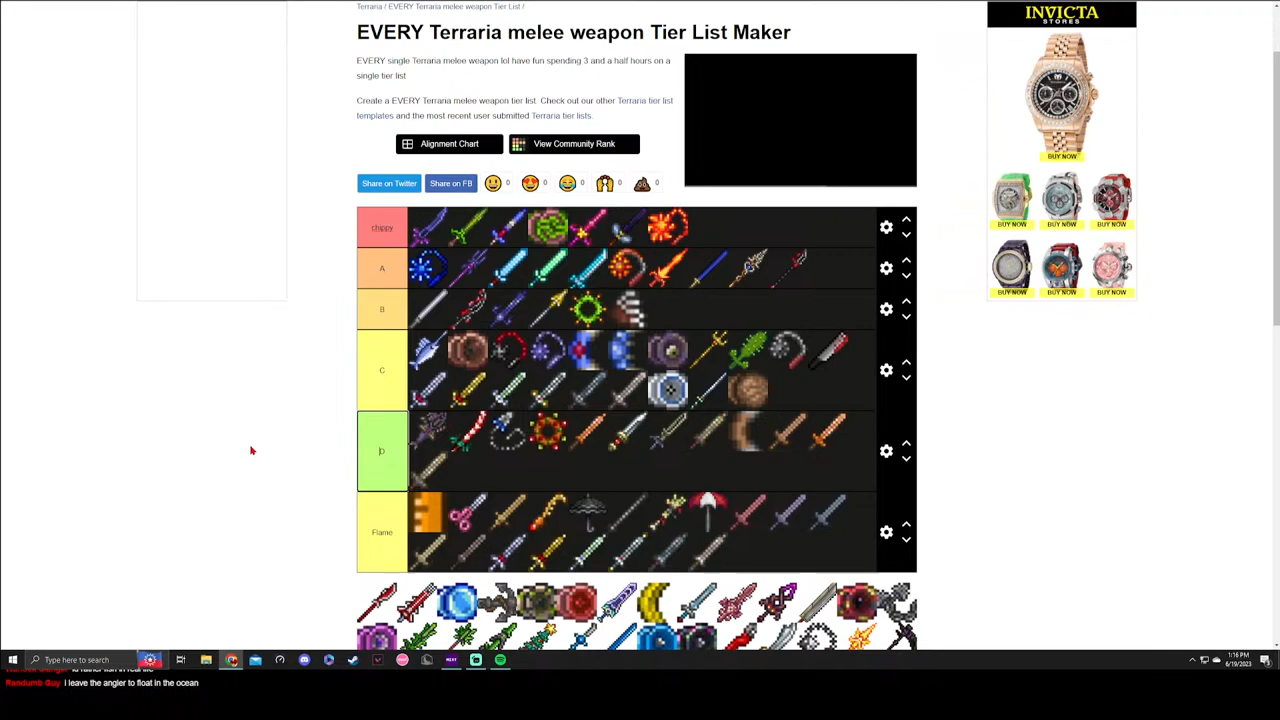 Terraria / EVERY Terraria melee weapon Tier List /
EVERY Terraria melee weapon Tier List Maker
EVERY single Terraria melee weapon lol have fun spending 3 and a half hours on a
single tier list
Create a EVERY Terraria melee weapon tier list. Check out our other Terraria tier list
templates and the most recent user submitted Terraria tier lists.
Alignment Chart
View Community Rank
Share on Twitter
Share on FB
0
0
0
0
0
INVICTA
STORES
BUY NOW
BUY NOW
BUY NOW
BUY NOW
BUY NOW
BUY NOW
BUY NOW
chippy
A
B
C
D
Flame
Type here to search
NEXT
1:16 PM
6/19/2023
Randumb Guy: I leave the angler to float in the ocean